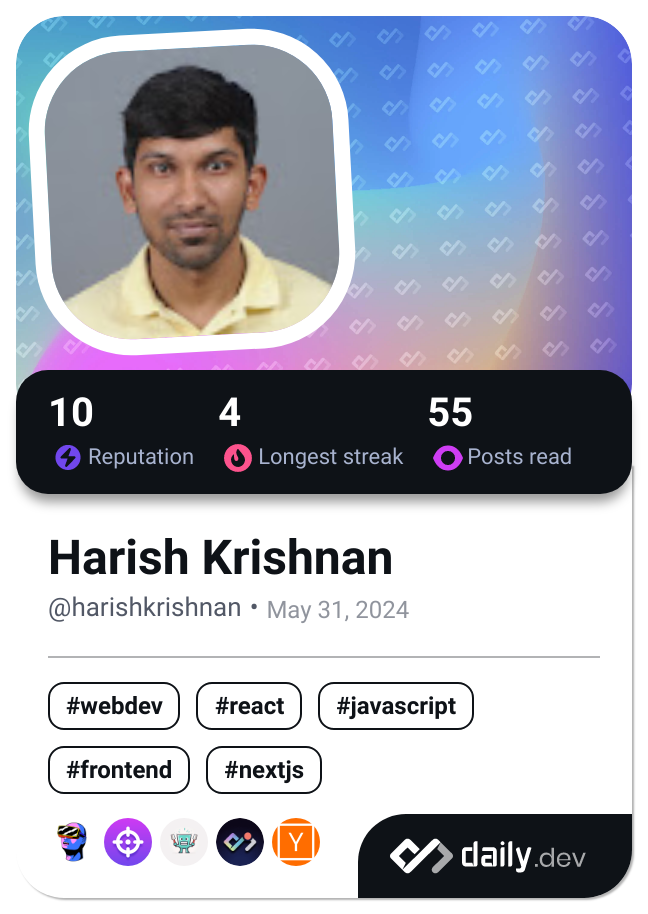 10 4 55
Reputation Longest streak Posts read
Harish Krishnan
@harishkrishnan • May 31, 2024
#webdev #react #javascript
#frontend #nextjs
Y daily.dev